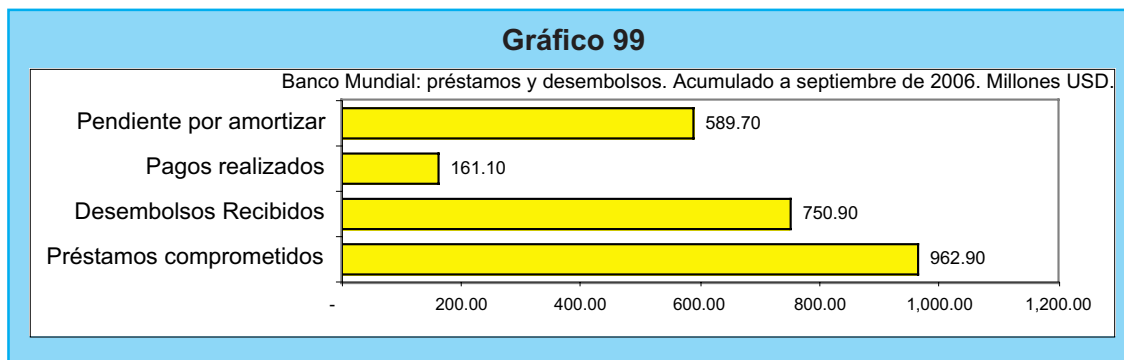 Gráfico 99
Banco Mundial: préstamos y desembolsos. Acumulado a septiembre de 2006. Millones USD.
Pendiente por amortizar 589.70
Pagos realizados 161.10
Desembolsos Recibidos 750.90
Préstamos comprometidos 962.90
- 200.00 400.00 600.00 800.00 1,000.00 1,200.00